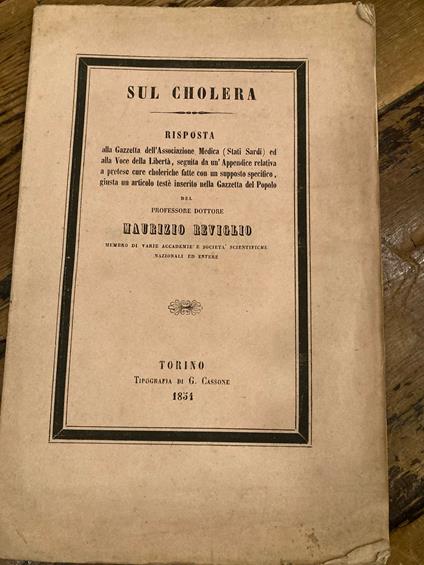 SUL CHOLERA
RISPOSTA
alla Gazzetta dell'Associazione Medica (Stati Sardi) ed
alla Voce della Libertà, seguita da un'Appendice relativa
a pretese cure choleriche fatte con un supposto specifico,
giusta un articolo testè inserito nella Gazzetta del Popolo
DEL
PROFESSORE DOTTORE
MAURIZIO REVIGLIO
MEMBRO DI VARIE ACCADEMIE E SOCIETA' SCIENTIFICHE
NAZIONALI ED ESTERE
TORINO
TIPOGRAFIA DI G. CASSONE
1854